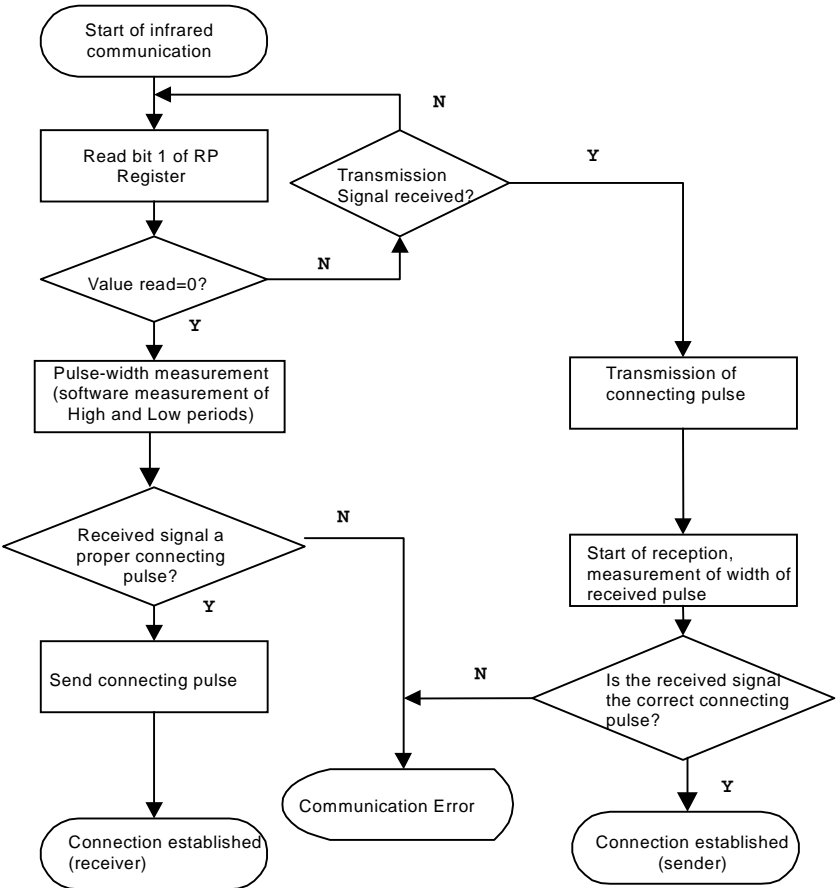 Start of infrared
communication
N
Read bit 1 of RP
Register
Transmission
Signal received?
Y
Value read=0?
N
Y
Pulse-width measurement
(software measurement of
High and Low periods)
Transmission of
connecting pulse
Received signal a
proper connecting
pulse?
N
Y
Start of reception,
measurement of width of
received pulse
Send connecting pulse
N
Is the received signal
the correct connecting
pulse?
Y
Communication Error
Connection established
(receiver)
Connection established
(sender)